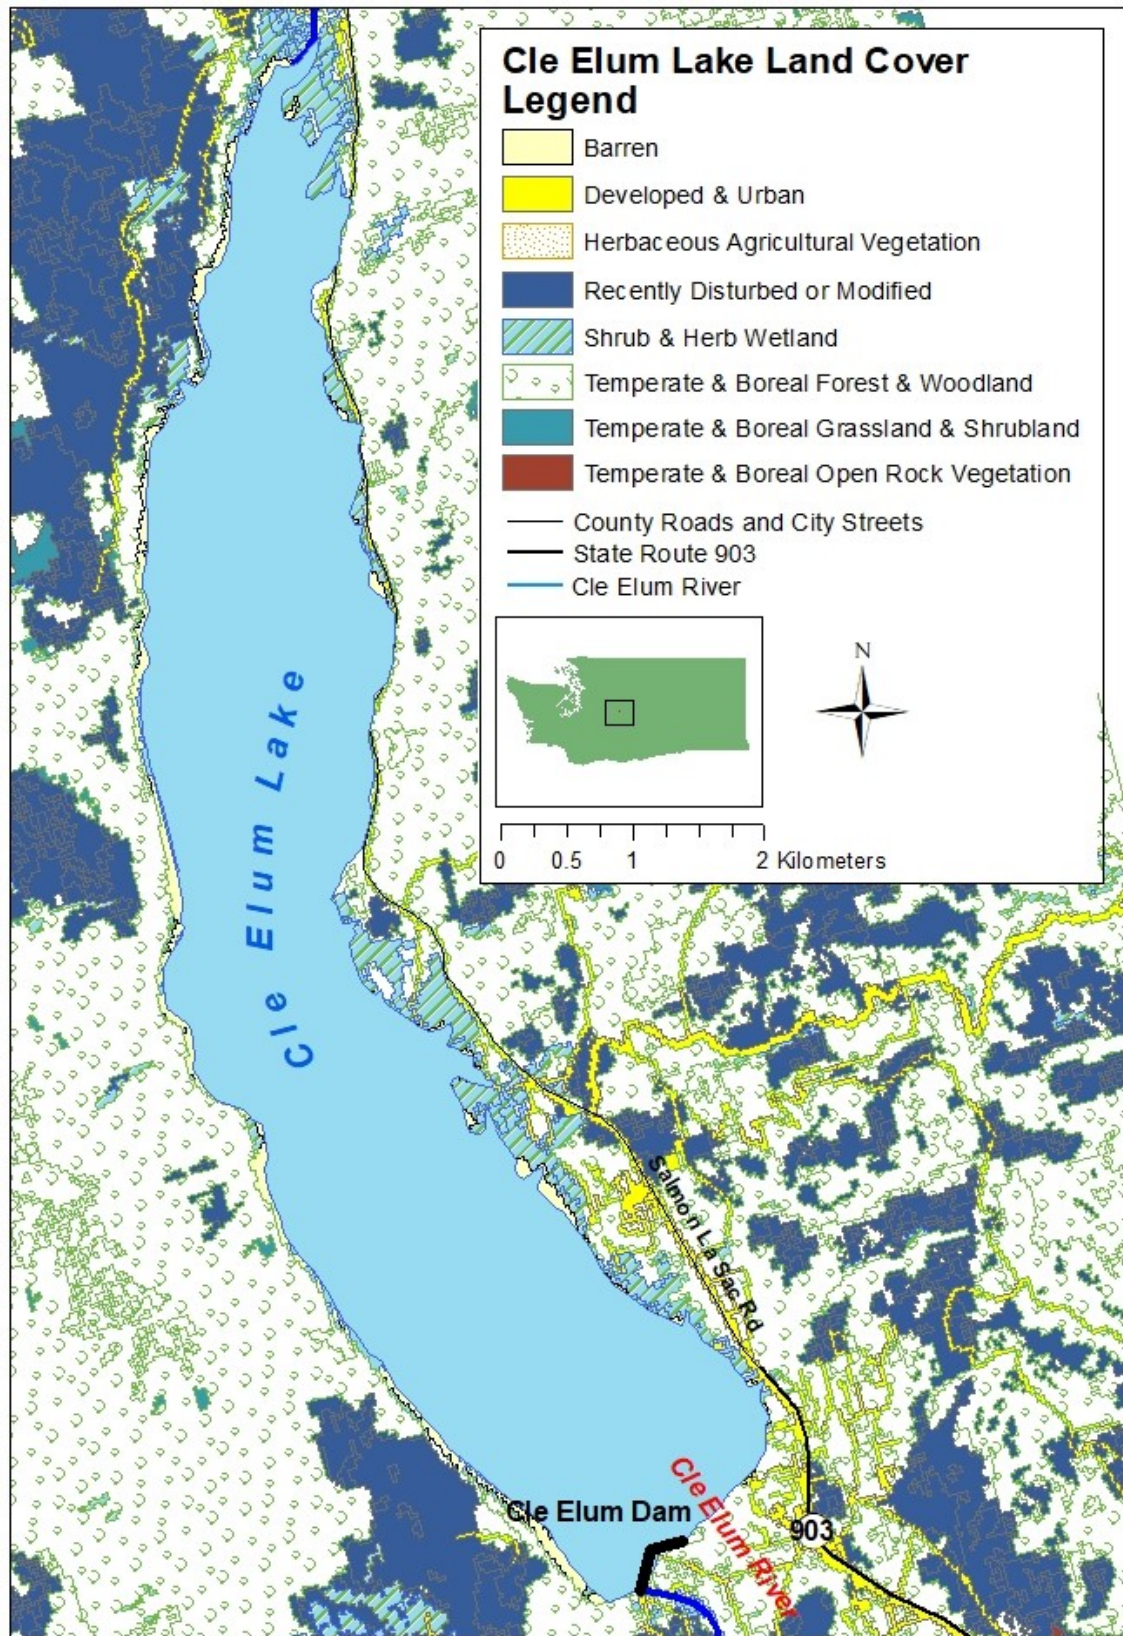 Cle Elum Lake Land Cover
Legend
Barren
Developed & Urban
Herbaceous Agricultural Vegetation
Recently Disturbed or Modified
Shrub & Herb Wetland
Temperate & Boreal Forest & Woodland
Temperate & Boreal Grassland & Shrubland
Temperate & Boreal Open Rock Vegetation
County Roads and City Streets
State Route 903
Cle Elum River
N
0 0.5 1 2 Kilometers
Cle Elum Lake
Salmon La Sac Rd
Cle Elum Dam
Cle Elum River
903